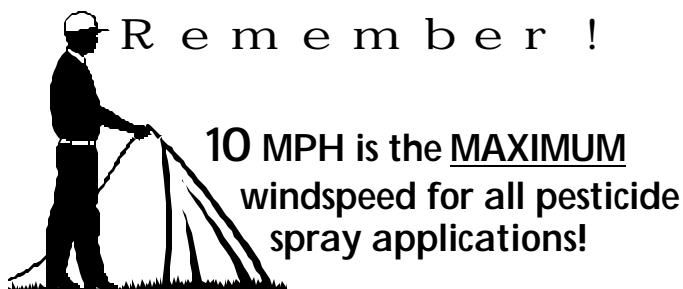 Remember!
10 MPH is the MAXIMUM
windspeed for all pesticide
spray applications!